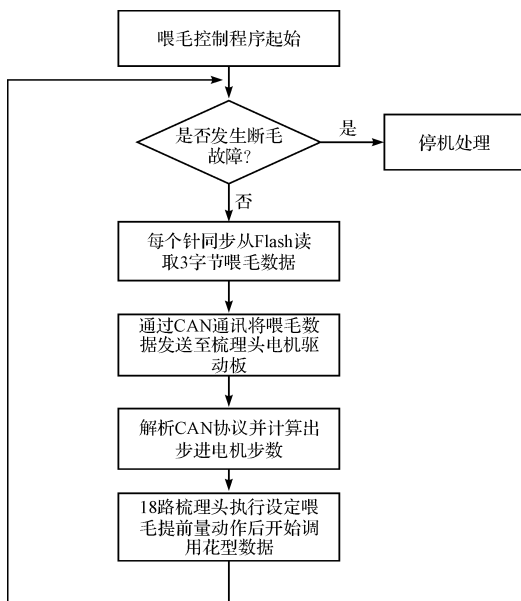 喂毛控制程序起始
是否发生断毛
故障?
是
停机处理
否
每个针同步从Flash读
取3字节喂毛数据
通过CAN通讯将喂毛数
据发送至梳理头电机驱
动板
解析CAN协议并计算出
步进电机步数
18路梳理头执行设定喂
毛提前量动作后开始调
用花型数据